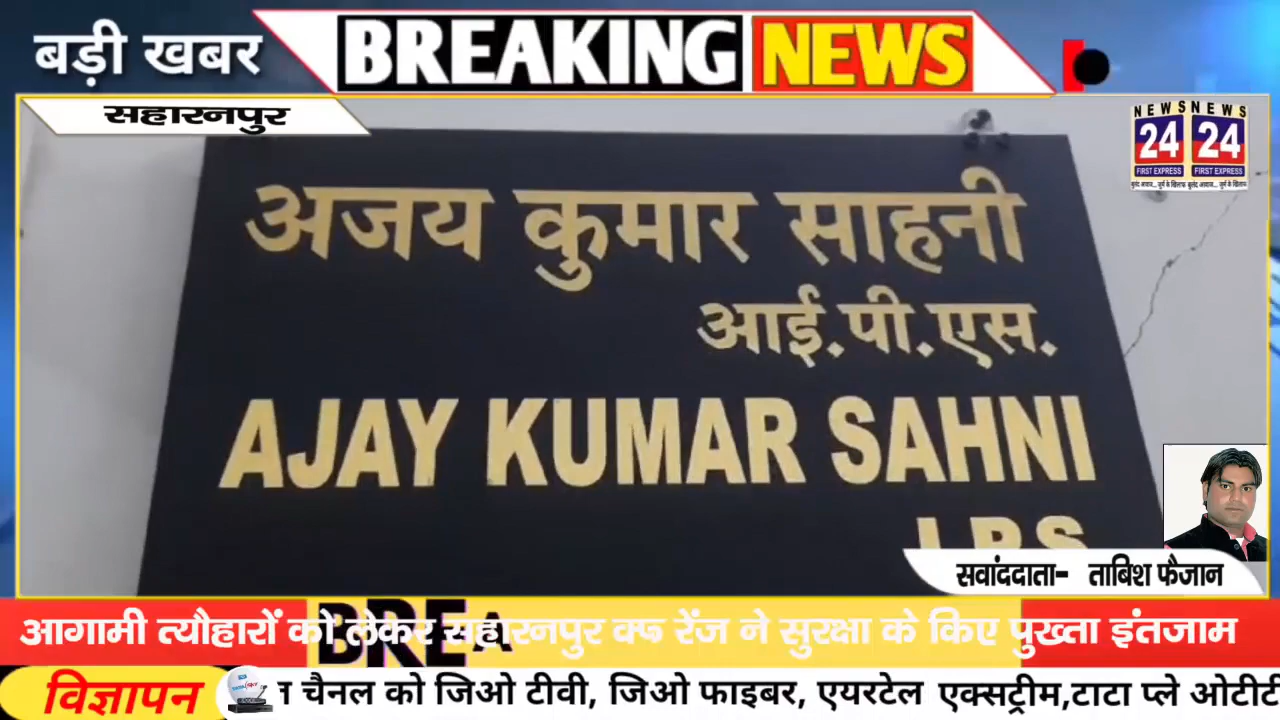 बड़ी खबर
BREAKING NEWS
सहारनपुर
NEWS NEWS
24 24
FIRST EXPRESS FIRST EXPRESS
अजय कुमार साहनी
आई.पी.एस.
AJAY KUMAR SAHNI
I.P.S.
सवांददाता- ताबिश फैजान
आगामी त्यौहारों को लेकर सहारनपुर क्फ रेंज ने सुरक्षा के किए पुख्ता इंतजाम
BREA
विज्ञापन
चैनल को जिओ टीवी, जिओ फाइबर, एयरटेल एक्सट्रीम,टाटा प्ले ओटीटी